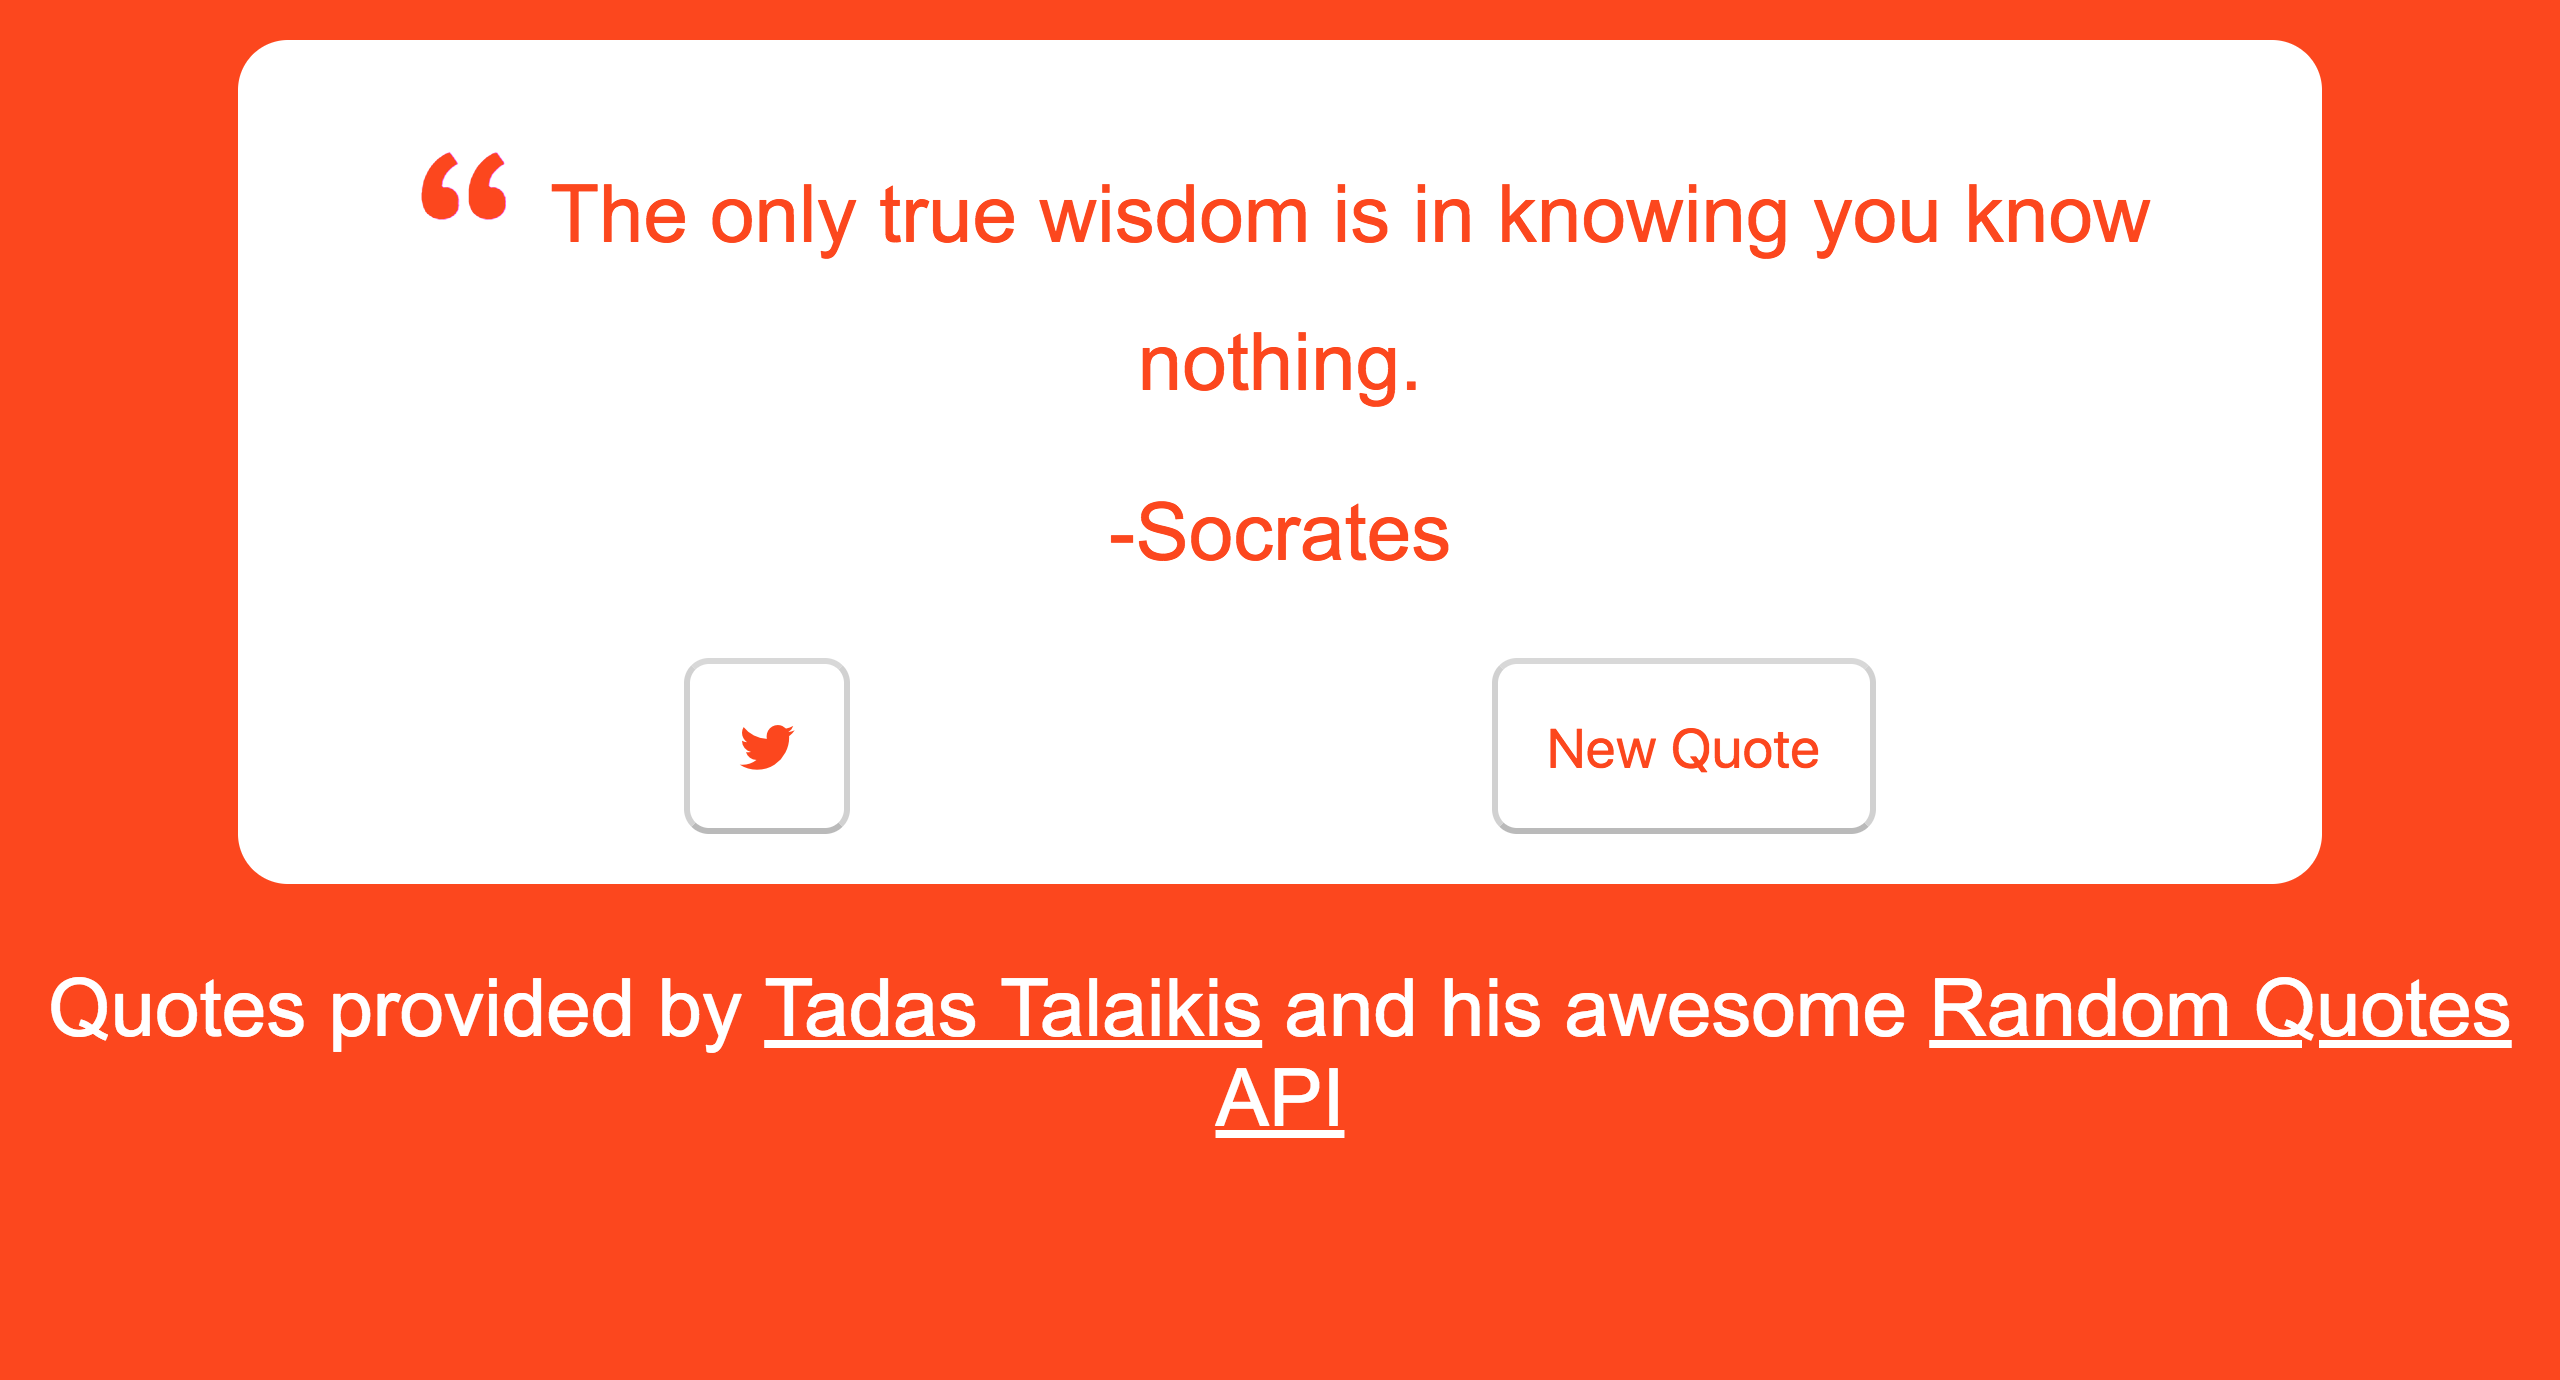 “ The only true wisdom is in knowing you know
nothing.
-Socrates
New Quote
Quotes provided by Tadas Talaikis and his awesome Random Quotes
API